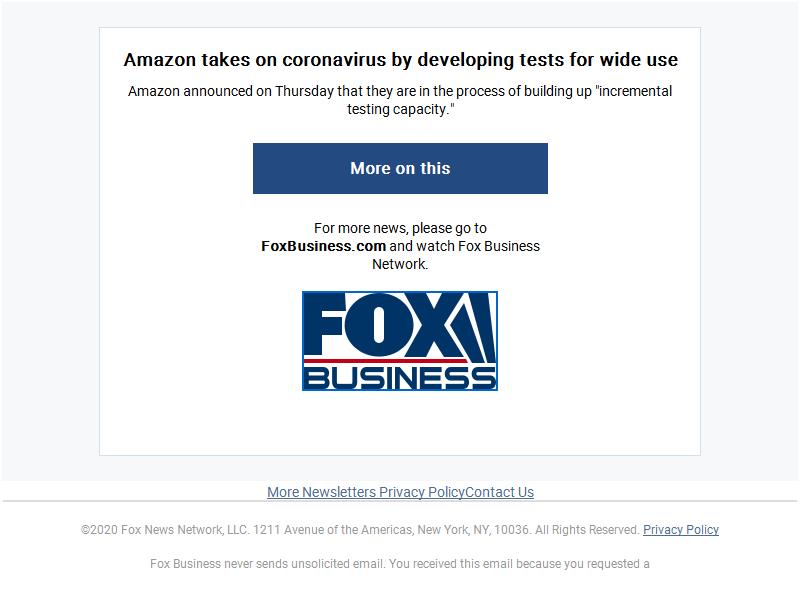 Amazon takes on coronavirus by developing tests for wide use
Amazon announced on Thursday that they are in the process of building up "incremental
testing capacity."
More on this
For more news, please go to
FoxBusiness.com and watch Fox Business
Network.
FOX
BUSINESS
More Newsletters Privacy PolicyContact Us
©2020 Fox News Network, LLC. 1211 Avenue of the Americas, New York, NY, 10036. All Rights Reserved. Privacy Policy
Fox Business never sends unsolicited email. You received this email because you requested a